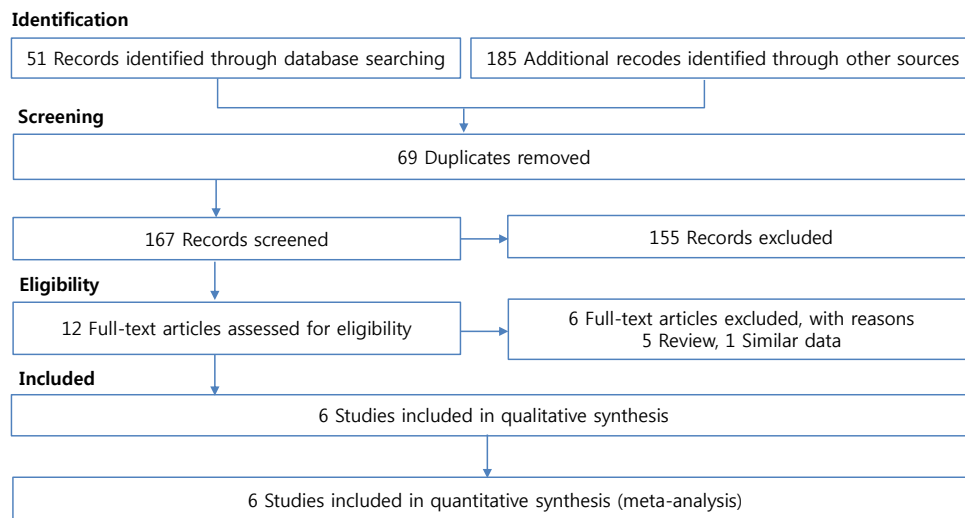 Identification
51 Records identified through database searching
185 Additional recodes identified through other sources
Screening
69 Duplicates removed
167 Records screened
155 Records excluded
Eligibility
12 Full-text articles assessed for eligibility
6 Full-text articles excluded, with reasons
5 Review, 1 Similar data
Included
6 Studies included in qualitative synthesis
6 Studies included in quantitative synthesis (meta-analysis)